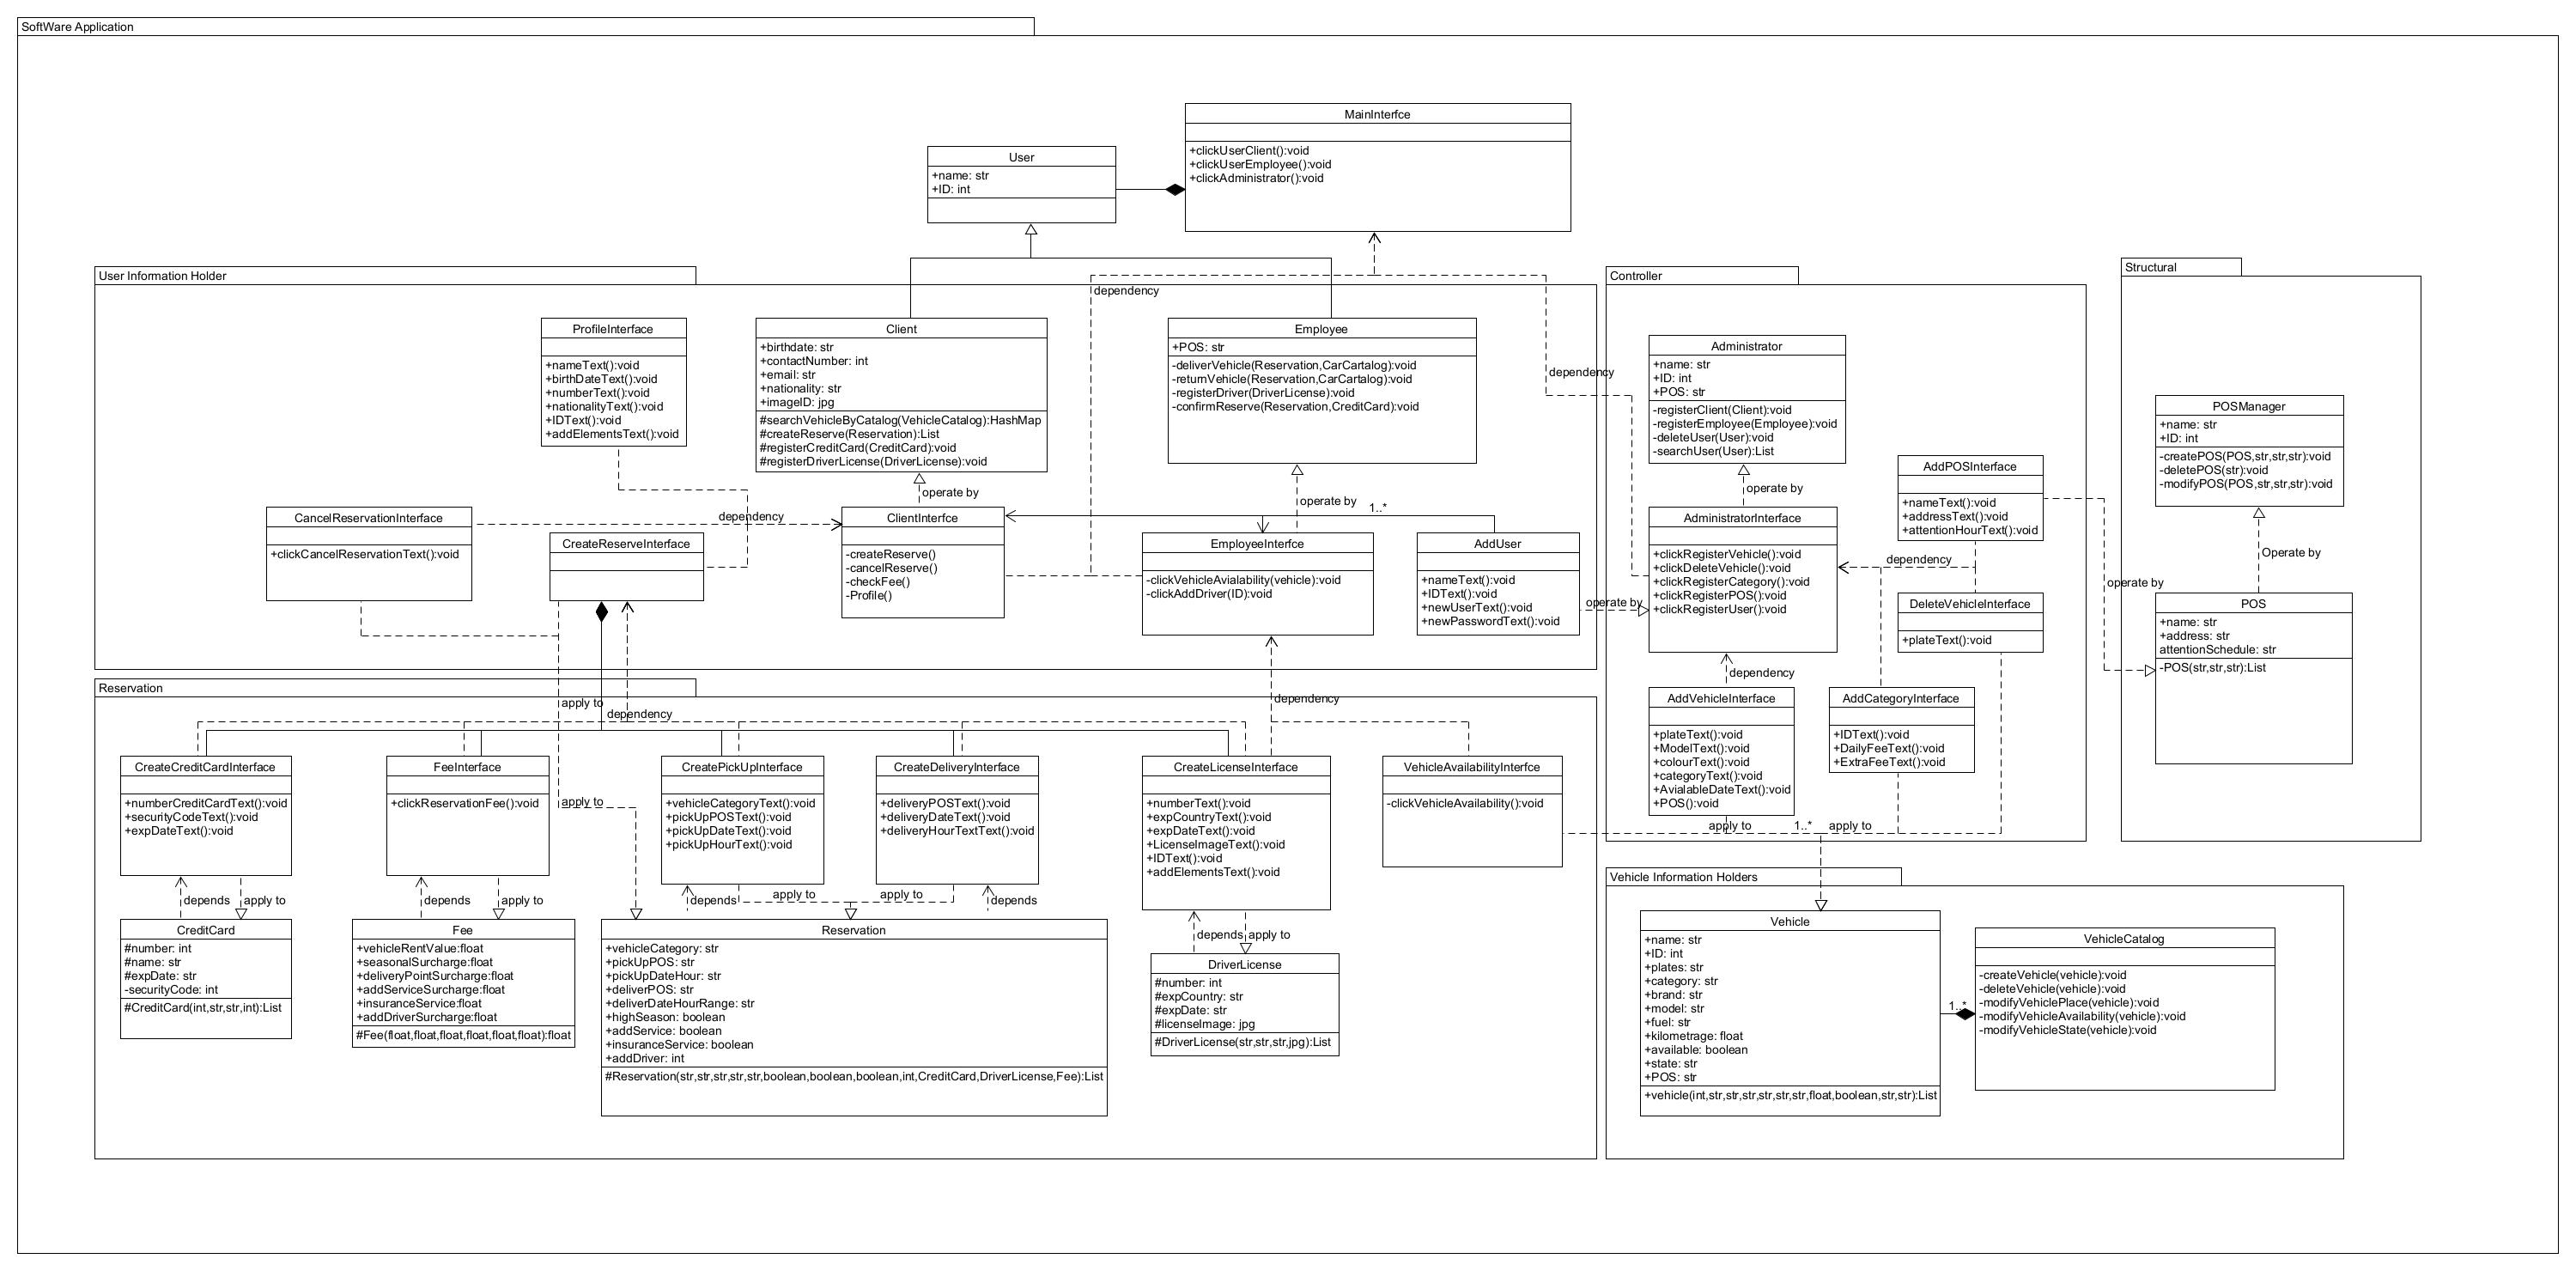 SoftWare Application
MainInterfce
+clickUserClient():void
+clickUserEmployee():void
+clickAdministrator():void
User
+name: str
+ID: int
User Information Holder
dependency
dependency
ProfileInterface
+nameText():void
+birthDateText():void
+numberText():void
+nationalityText():void
+IDText():void
+addElementsText():void
Client
+birthdate: str
+contactNumber: int
+email: str
+nationality: str
+imageID: jpg
#searchVehicleByCatalog(VehicleCatalog):HashMap
#createReserve(Reservation):List
#registerCreditCard(CreditCard):void
#registerDriverLicense(DriverLicense):void
Employee
+POS: str
-deliverVehicle(Reservation,CarCartalog):void
-returnVehicle(Reservation,CarCartalog):void
-registerDriver(DriverLicense):void
-confirmReserve(Reservation,CreditCard):void
operate by
operate by
1..*
CancelReservationInterface
+clickCancelReservationText():void
dependency
CreateReserveInterface
ClientInterfce
-createReserve()
-cancelReserve()
-checkFee()
-Profile()
EmployeeInterfce
-clickVehicleAvialability(vehicle):void
-clickAddDriver(ID):void
AddUser
+nameText():void
+IDText():void
+newUserText():void
+newPasswordText():void
operate by
Controller
Administrator
+name: str
+ID: int
+POS: str
-registerClient(Client):void
-registerEmployee(Employee):void
-deleteUser(User):void
-searchUser(User):List
operate by
AdministratorInterface
+clickRegisterVehicle():void
+clickDeleteVehicle():void
+clickRegisterCategory():void
+clickRegisterPOS():void
+clickRegisterUser():void
AddPOSInterface
+nameText():void
+addressText():void
+attentionHourText():void
dependency
DeleteVehicleInterface
+plateText():void
dependency
AddVehicleInterface
+plateText():void
+ModelText():void
+colourText():void
+categoryText():void
+AvialableDateText():void
+POS():void
AddCategoryInterface
+IDText():void
+DailyFeeText():void
+ExtraFeeText():void
apply to
1..*
apply to
Structural
POSManager
+name: str
+ID: int
-createPOS(POS,str,str,str):void
-deletePOS(str):void
-modifyPOS(POS,str,str,str):void
Operate by
operate by
POS
+name: str
+address: str
attentionSchedule: str
-POS(str,str,str):List
Reservation
apply to
dependency
dependency
CreateCreditCardInterface
+numberCreditCardText():void
+securityCodeText():void
+expDateText():void
FeeInterface
+clickReservationFee():void
apply to
CreatePickUpInterface
+vehicleCategoryText():void
+pickUpPOSText():void
+pickUpDateText():void
+pickUpHourText():void
CreateDeliveryInterface
+deliveryPOSText():void
+deliveryDateText():void
+deliveryHourTextText():void
CreateLicenseInterface
+numberText():void
+expCountryText():void
+expDateText():void
+LicenseImageText():void
+IDText():void
+addElementsText():void
VehicleAvailabilityInterfce
-clickVehicleAvailability():void
depends
apply to
depends
apply to
depends
apply to
apply to
depends
depends
apply to
CreditCard
#number: int
#name: str
#expDate: str
-securityCode: int
#CreditCard(int,str,str,int):List
Fee
+vehicleRentValue:float
+seasonalSurcharge:float
+deliveryPointSurcharge:float
+addServiceSurcharge:float
+insuranceService:float
+addDriverSurcharge:float
#Fee(float,float,float,float,float,float):float
Reservation
+vehicleCategory: str
+pickUpPOS: str
+pickUpDateHour: str
+deliverPOS: str
+deliverDateHourRange: str
+highSeason: boolean
+addService: boolean
+insuranceService: boolean
+addDriver: int
#Reservation(str,str,str,str,str,boolean,boolean,boolean,int,CreditCard,DriverLicense,Fee):List
DriverLicense
#number: int
#expCountry: str
#expDate: str
#licenseImage: jpg
#DriverLicense(str,str,str,jpg):List
Vehicle Information Holders
Vehicle
+name: str
+ID: int
+plates: str
+category: str
+brand: str
+model: str
+fuel: str
+kilometrage: float
+available: boolean
+state: str
+POS: str
+vehicle(int,str,str,str,str,str,str,float,boolean,str,str):List
1..*
VehicleCatalog
-createVehicle(vehicle):void
-deleteVehicle(vehicle):void
-modifyVehiclePlace(vehicle):void
-modifyVehicleAvailability(vehicle):void
-modifyVehicleState(vehicle):void